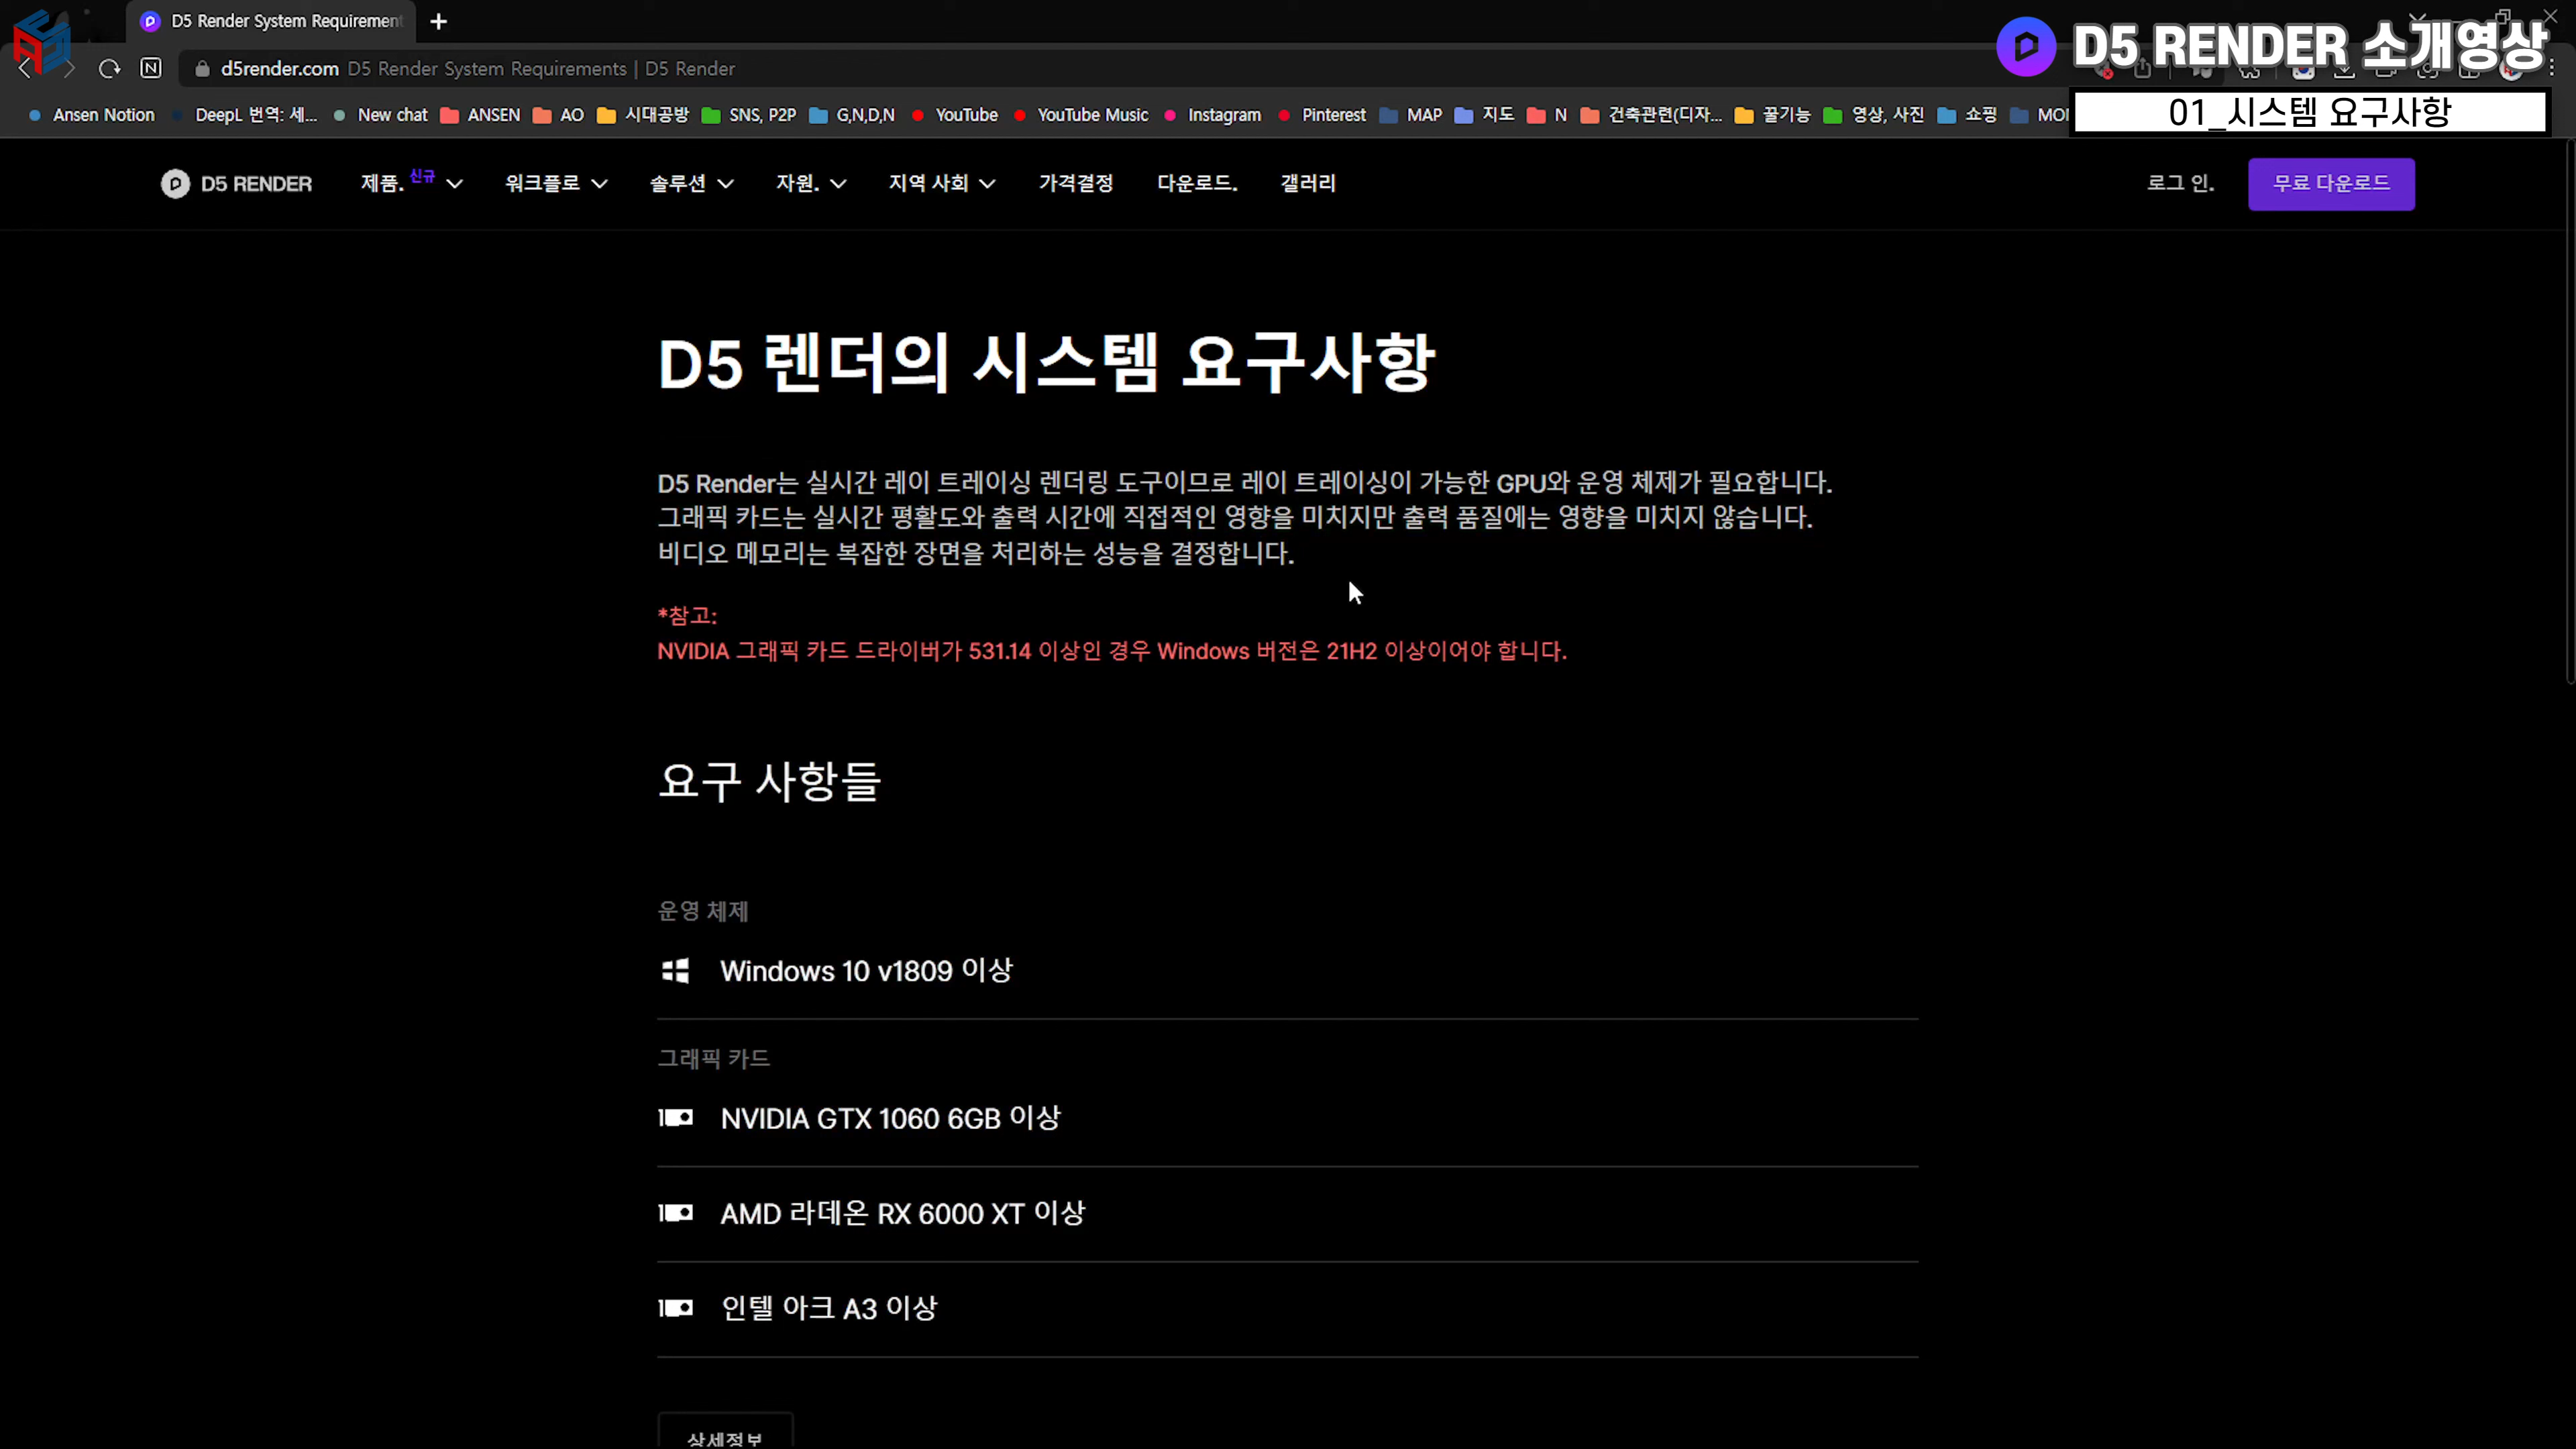 D5 Render System Requirement
D5 RENDER 소개영상
d5render.com D5 Render System Requirements | D5 Render
Ansen Notion DeepL 번역: 세... New chat ANSEN AO 시대공방 SNS, P2P G,N,D,N YouTube YouTube Music Instagram Pinterest MAP 지도 N 건축관련(디자... 꿀기능 영상, 사진 쇼핑
01_시스템 요구사항
D5 RENDER 제품. 신규 워크플로 솔루션 자원. 지역 사회 가격결정 다운로드. 갤러리 로그 인. 무료 다운로드
D5 렌더의 시스템 요구사항
D5 Render는 실시간 레이 트레이싱 렌더링 도구이므로 레이 트레이싱이 가능한 GPU와 운영 체제가 필요합니다.
그래픽 카드는 실시간 평활도와 출력 시간에 직접적인 영향을 미치지만 출력 품질에는 영향을 미치지 않습니다.
비디오 메모리는 복잡한 장면을 처리하는 성능을 결정합니다.
*참고:
NVIDIA 그래픽 카드 드라이버가 531.14 이상인 경우 Windows 버전은 21H2 이상이어야 합니다.
요구 사항들
운영 체제
Windows 10 v1809 이상
그래픽 카드
NVIDIA GTX 1060 6GB 이상
AMD 라데온 RX 6000 XT 이상
인텔 아크 A3 이상
상세정보